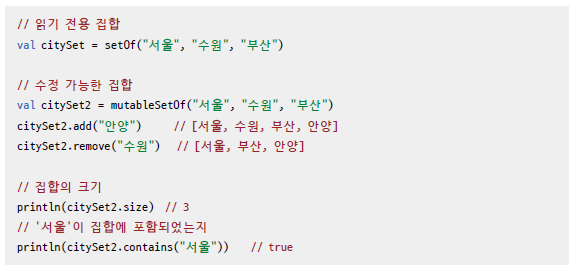 // 읽기 전용 집합
val citySet = setOf("서울", "수원", "부산")
// 수정 가능한 집합
val citySet2 = mutableSetOf("서울", "수원", "부산")
citySet2.add("안양")     // [서울, 수원, 부산, 안양]
citySet2.remove("수원")   // [서울, 부산, 안양]
// 집합의 크기
println(citySet2.size)  // 3
// '서울'이 집합에 포함되었는지
println(citySet2.contains("서울"))   // true